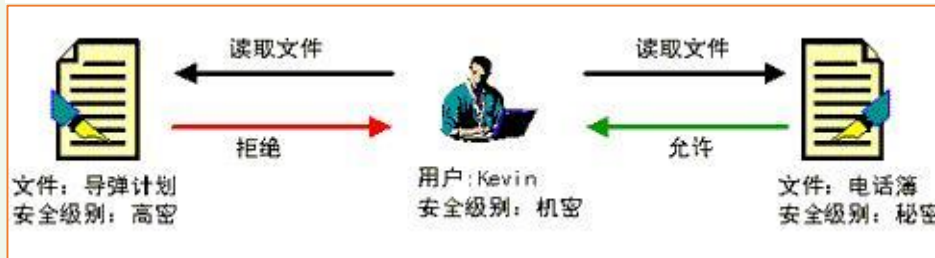 读取文件
读取文件
拒绝
允许
文件：导弹计划
安全级别：高密
用户:Kevin
安全级别：机密
文件：电话簿
安全级别：秘密